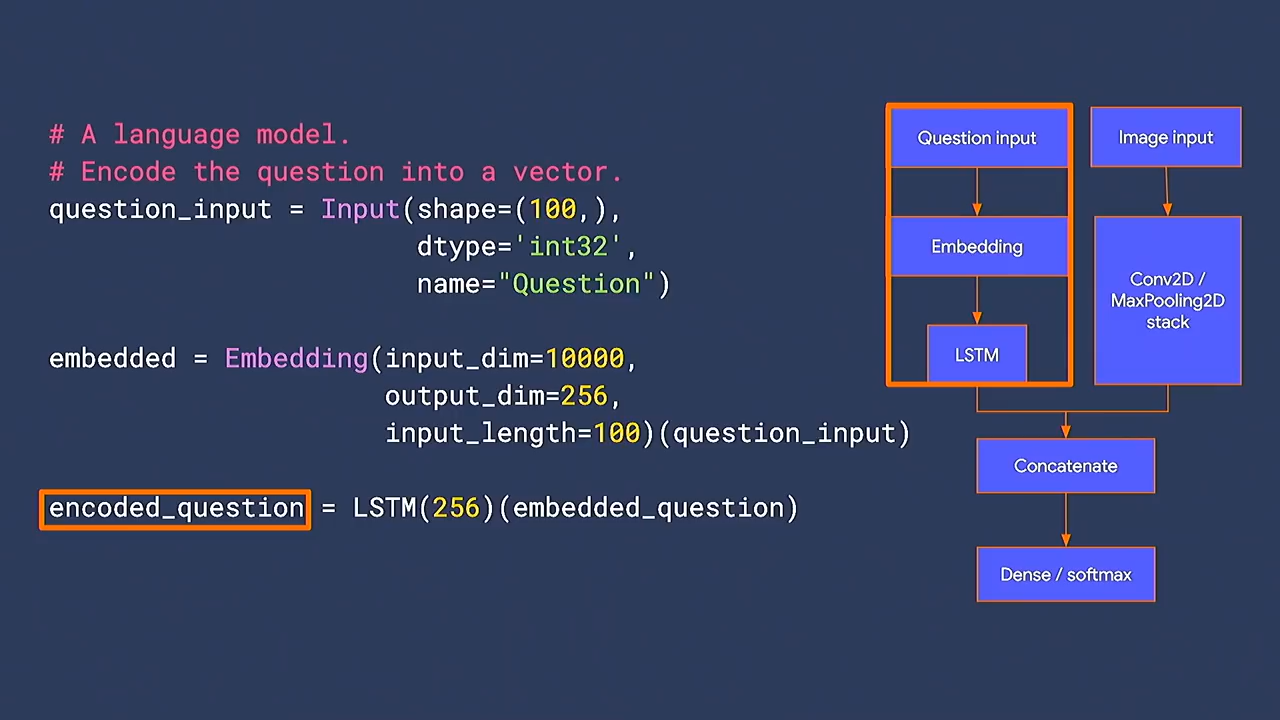 # A language model.
# Encode the question into a vector.
question_input = Input(shape=(100,),
dtype='int32',
name="Question")
embedded = Embedding(input_dim=10000,
output_dim=256,
input_length=100)(question_input)
encoded_question = LSTM(256)(embedded_question)
Question input
Embedding
LSTM
Image input
Conv2D /
MaxPooling2D
stack
Concatenate
Dense / softmax